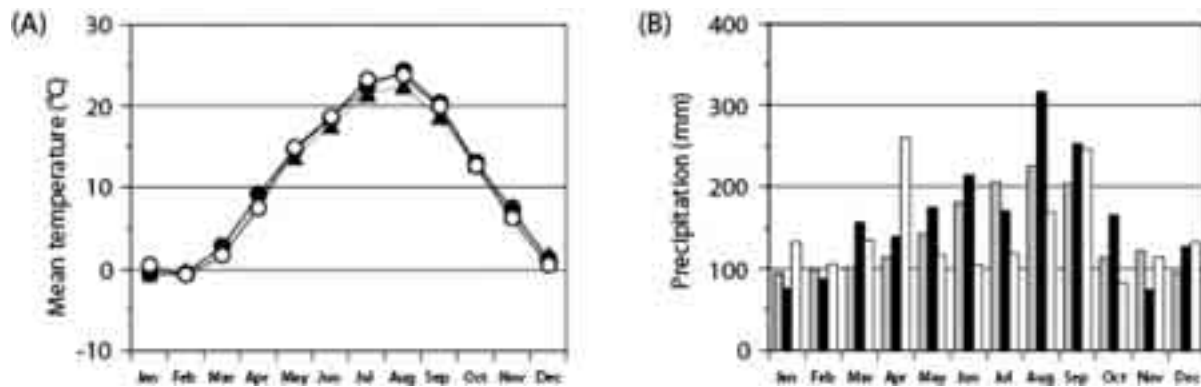 (A)
Mean temperature (°C)
30
20
10
0
-10
Jan Feb Mar Apr May Jun Jul Aug Sep Oct Nov Dec
(B)
Precipitation (mm)
400
300
200
100
0
Jan Feb Mar Apr May Jun Jul Aug Sep Oct Nov Dec